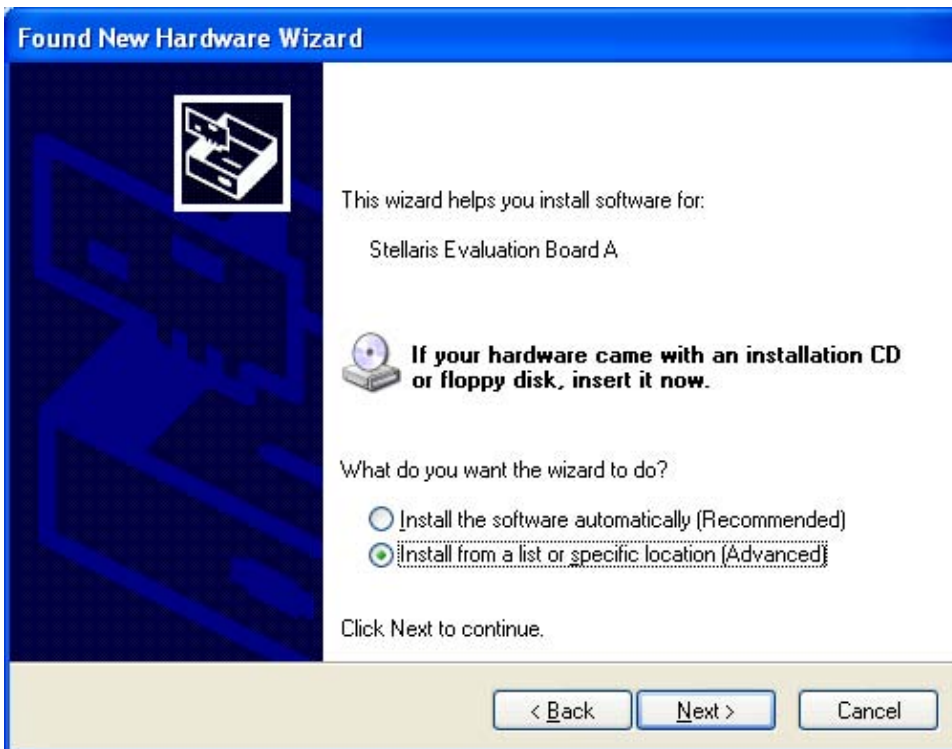 Found New Hardware Wizard
This wizard helps you install software for:
Stellaris Evaluation Board A
If your hardware came with an installation CD
or floppy disk, insert it now.
What do you want the wizard to do?
Install the software automatically (Recommended)
Install from a list or specific location (Advanced)
Click Next to continue.
< Back Next > Cancel